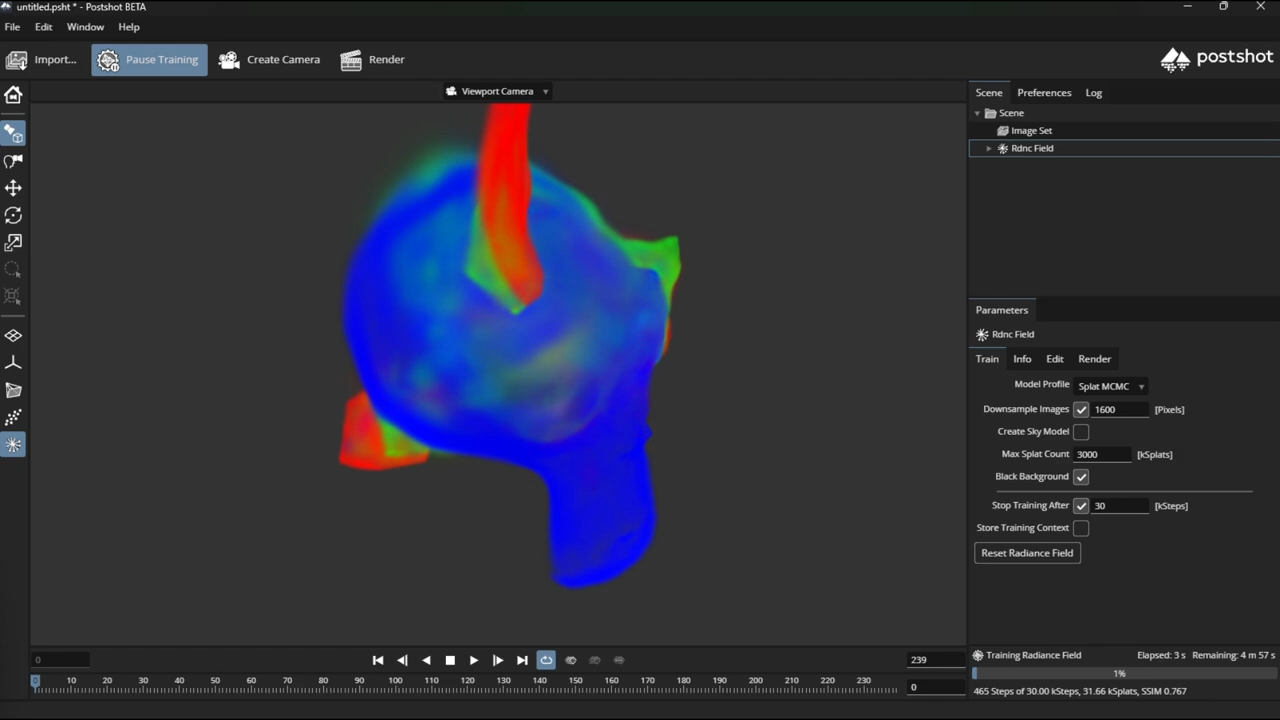 untitled.psht * - Postshot BETA
File Edit Window Help
Import... Pause Training Create Camera Render postshot
Viewport Camera
Scene Preferences Log
Scene
Image Set
Rdnc Field
Parameters
Rdnc Field
Train Info Edit Render
Model Profile Splat MCMC
Downsample Images 1600 [Pixels]
Create Sky Model
Max Splat Count 3000 [kSplats]
Black Background
Stop Training After 30 [kSteps]
Store Training Context
Reset Radiance Field
0 239
Training Radiance Field Elapsed: 3 s Remaining: 4 m 57 s
1%
0 10 20 30 40 50 60 70 80 90 100 110 120 130 140 150 160 170 180 190 200 210 220 230 0
465 Steps of 30.00 kSteps, 31.66 kSplats, SSIM 0.767